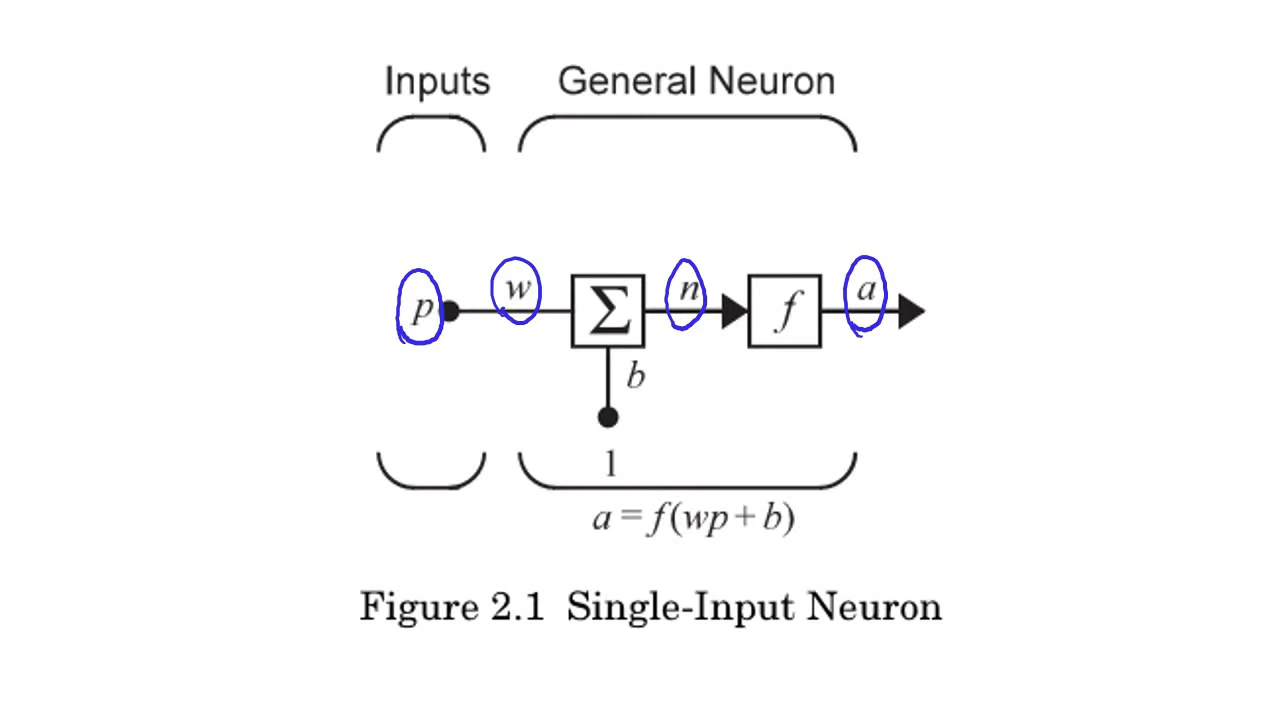 Inputs General Neuron
p w Σ n f a
b
1
a = f(wp + b)
Figure 2.1 Single-Input Neuron